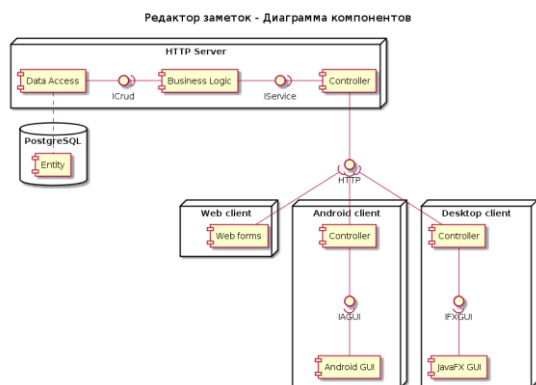 Редактор заметок - Диаграмма компонентов
HTTP Server
Data Access
Business Logic
Controller
ICrud
IService
PostgreSQL
Entity
HTTP
Web client
Android client
Desktop client
Web forms
Controller
Controller
IAGUI
IFXGUI
Android GUI
JavaFX GUI